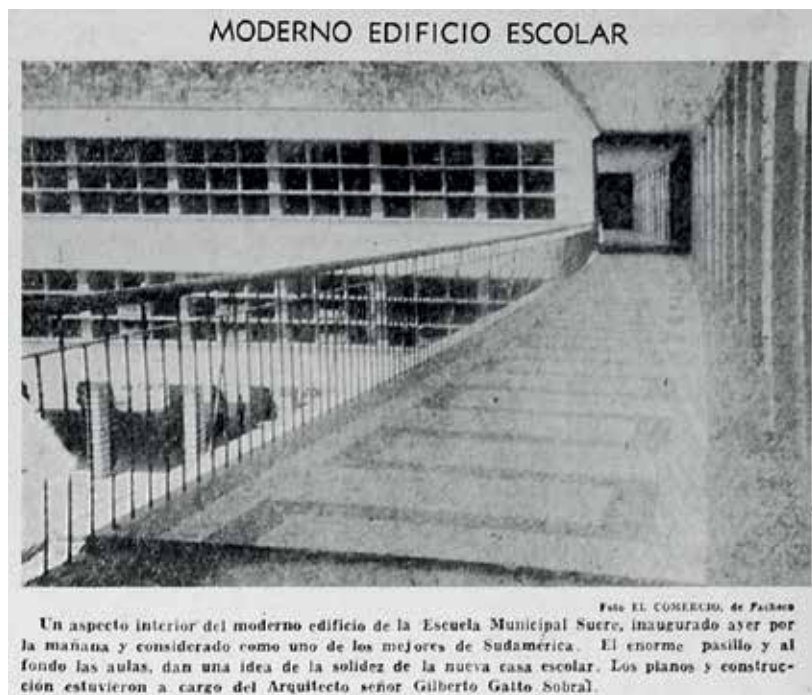 MODERNO EDIFICIO ESCOLAR
Foto EL COMERCIO, de Pacheco
Un aspecto interior del moderno edificio de la Escuela Municipal Sucre, inaugurado ayer por
la mañana y considerado como uno de los mejores de Sudamérica. El enorme pasillo y al
fondo las aulas, dan una idea de la solidez de la nueva casa escolar. Los planos y construc-
ción estuvieron a cargo del Arquitecto señor Gilberto Gatto Sobral.